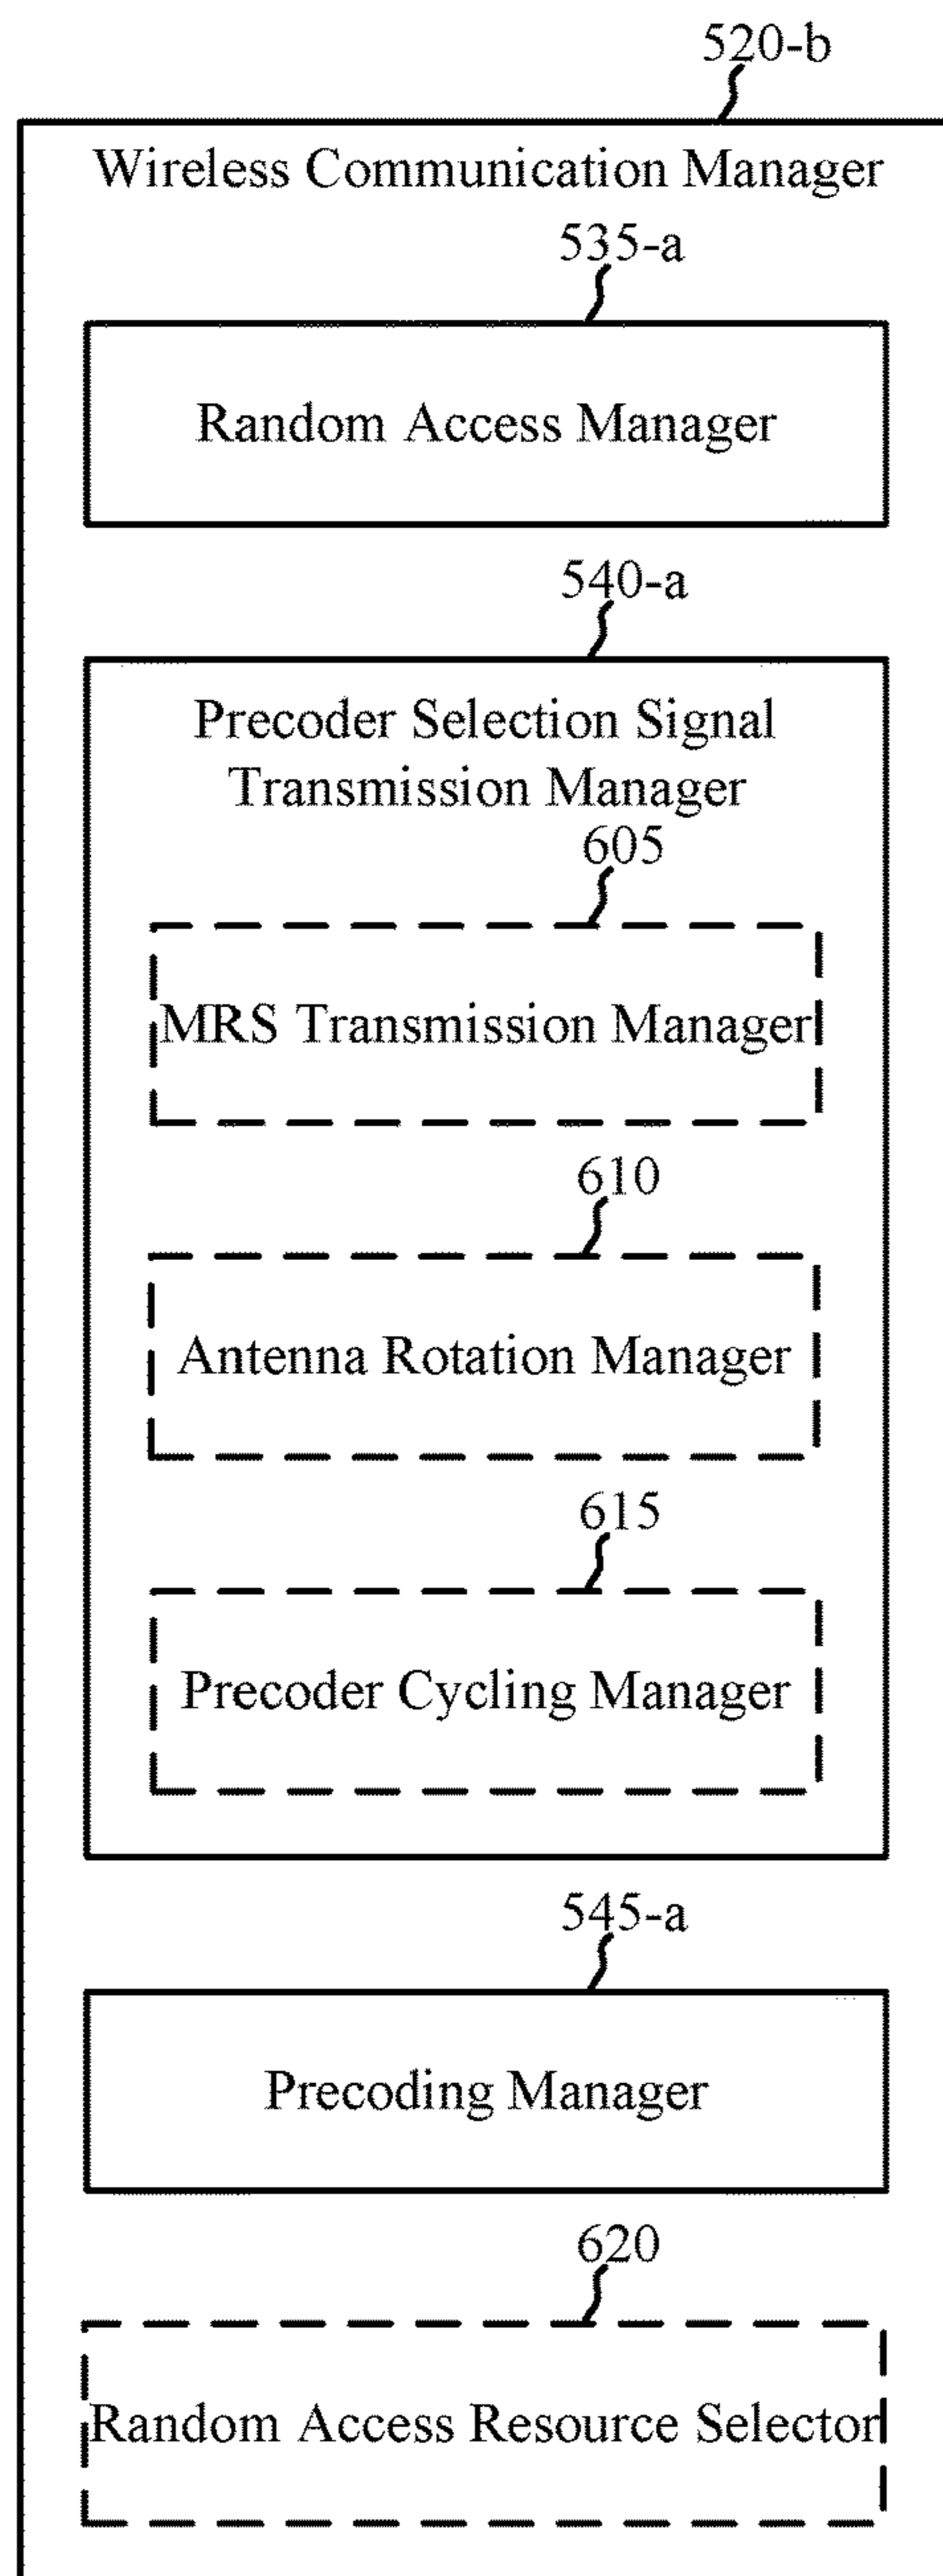 520-b
Wireless Communication Manager
535-a
Random Access Manager
540-a
Precoder Selection Signal
Transmission Manager
605
MRS Transmission Manager
610
Antenna Rotation Manager
615
Precoder Cycling Manager
545-a
Precoding Manager
620
Random Access Resource Selector